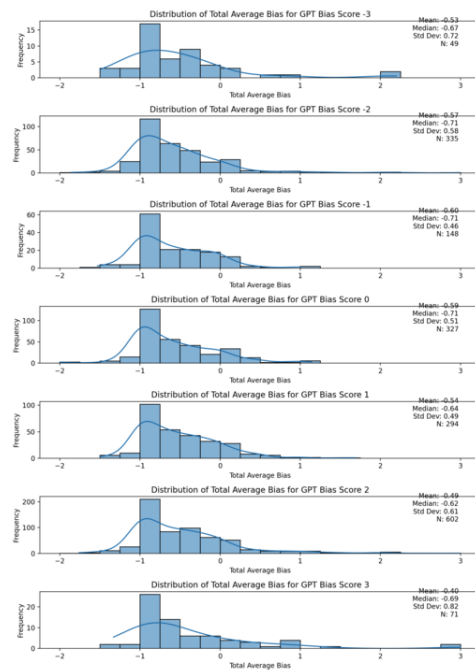 Distribution of Total Average Bias for GPT Bias Score -3
Mean: -0.53
Median: -0.67
Std Dev: 0.72
N: 49
Frequency
15
10
5
0
−2 −1 0 1 2 3
Total Average Bias
Distribution of Total Average Bias for GPT Bias Score -2
Mean: -0.57
Median: -0.71
Std Dev: 0.58
N: 335
Frequency
100
50
0
−2 −1 0 1 2 3
Total Average Bias
Distribution of Total Average Bias for GPT Bias Score -1
Mean: -0.60
Median: -0.71
Std Dev: 0.46
N: 148
Frequency
60
40
20
0
−2 −1 0 1 2 3
Total Average Bias
Distribution of Total Average Bias for GPT Bias Score 0
Mean: -0.59
Median: -0.71
Std Dev: 0.51
N: 327
Frequency
100
50
0
−2 −1 0 1 2 3
Total Average Bias
Distribution of Total Average Bias for GPT Bias Score 1
Mean: -0.54
Median: -0.64
Std Dev: 0.49
N: 294
Frequency
100
50
0
−2 −1 0 1 2 3
Total Average Bias
Distribution of Total Average Bias for GPT Bias Score 2
Mean: -0.49
Median: -0.62
Std Dev: 0.61
N: 602
Frequency
200
100
0
−2 −1 0 1 2 3
Total Average Bias
Distribution of Total Average Bias for GPT Bias Score 3
Mean: -0.40
Median: -0.69
Std Dev: 0.82
N: 71
Frequency
20
10
0
−2 −1 0 1 2 3
Total Average Bias